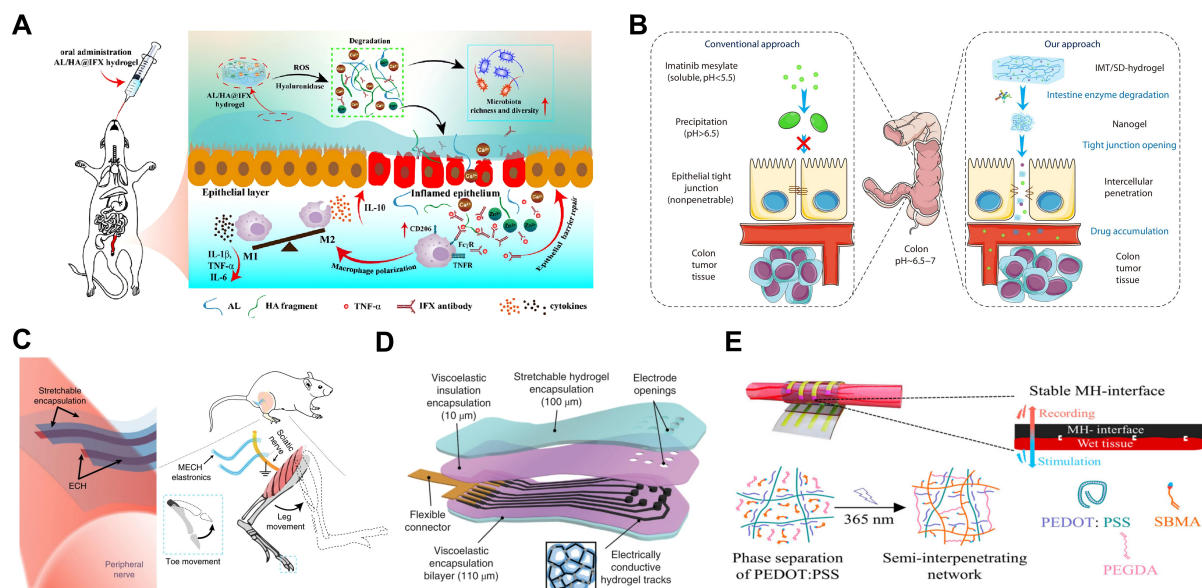 A
oral administration
AL/HA@IFX hydrogel
Degradation
ROS
Hyaluronidase
AL/HA@IFX
hydrogel
Microbiota
richness and diversity
Epithelial layer
Inflamed epithelium
IL-10
M2
M1
IL-1β,
TNF-α
IL-6
CD206
FcγR
TNFR
Macrophage polarization
Epithelial barrier repair
AL
HA fragment
TNF-α
IFX antibody
cytokines
B
Conventional approach
Imatinib mesylate
(soluble, pH<5.5)
Precipitation
(pH>6.5)
Epithelial tight
junction
(nonpenetrable)
Colon
tumor
tissue
Colon
pH~6.5–7
Our approach
IMT/SD-hydrogel
Intestine enzyme degradation
Nanogel
Tight junction opening
Intercellular
penetration
Drug accumulation
Colon
tumor
tissue
C
Stretchable
encapsulation
ECH
Peripheral
nerve
MECH
elastronics
Sciatic
nerve
Leg
movement
Toe movement
D
Viscoelastic
insulation
encapsulation
(10 μm)
Stretchable hydrogel
encapsulation
(100 μm)
Electrode
openings
Flexible
connector
Viscoelastic
encapsulation
bilayer (110 μm)
Electrically
conductive
hydrogel tracks
E
Stable MH-interface
Recording
MH- interface
Wet tissue
Stimulation
365 nm
Phase separation
of PEDOT:PSS
Semi-interpenetrating
network
PEDOT: PSS
SBMA
PEGDA